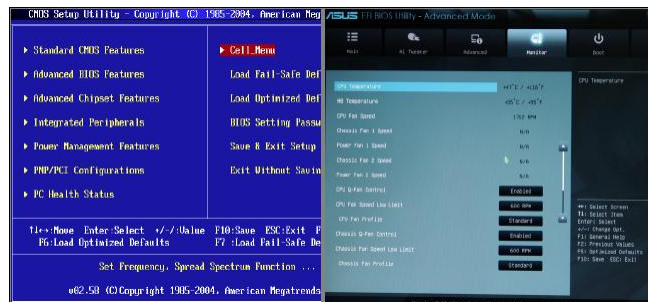 CMOS Setup Utility - Copyright (C) 1985-2004, American Meg
Standard CMOS Features
Advanced BIOS Features
Advanced Chipset Features
Integrated Peripherals
Power Management Features
PNP/PCI Configurations
PC Health Status
Cell_Menu
Load Fail-Safe Def
Load Optimized Def
BIOS Setting Passw
Save & Exit Setup
Exit Without Savin
↑↓←→:Move Enter:Select +/-/:Value F10:Save ESC:Exit F
F6:Load Optimized Defaults F7 :Load Fail-Safe De
Set Frequency, Spread Spectrum Function ...
v02.58 (C)Copyright 1985-2004, American Megatrends
ASUS EFI BIOS Utility - Advanced Mode
Main
Ai Tweaker
Advanced
Monitor
Boot
CPU Temperature
MB Temperature
CPU Fan Speed
Chassis Fan 1 Speed N/A
Power Fan 1 Speed N/A
Chassis Fan 2 Speed N/A
Power Fan 2 Speed N/A
CPU Q-Fan Control Enabled
CPU Fan Speed Low Limit 600 RPM
CPU Fan Profile Standard
Chassis Q-Fan Control Enabled
Chassis Fan Speed Low Limit 600 RPM
Chassis Fan Profile Standard
CPU Temperature
→←: Select Screen
↑↓: Select Item
Enter: Select
+/-: Change Opt.
F1: General Help
F2: Previous Values
F5: Optimized Defaults
F10: Save ESC: Exit